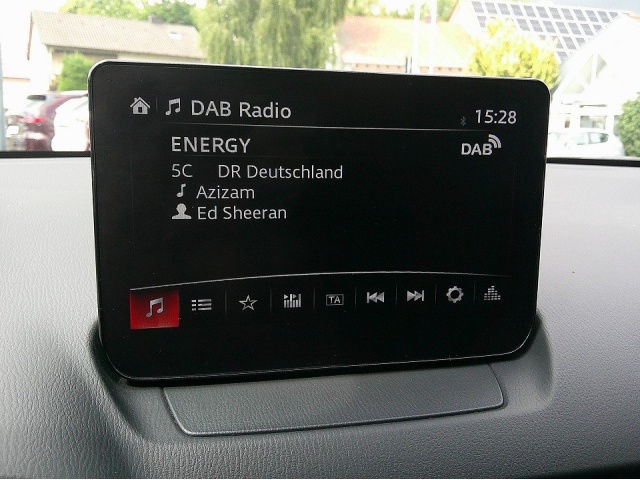 DAB Radio 15:28
ENERGY DAB
5C DR Deutschland
Azizam
Ed Sheeran
TA